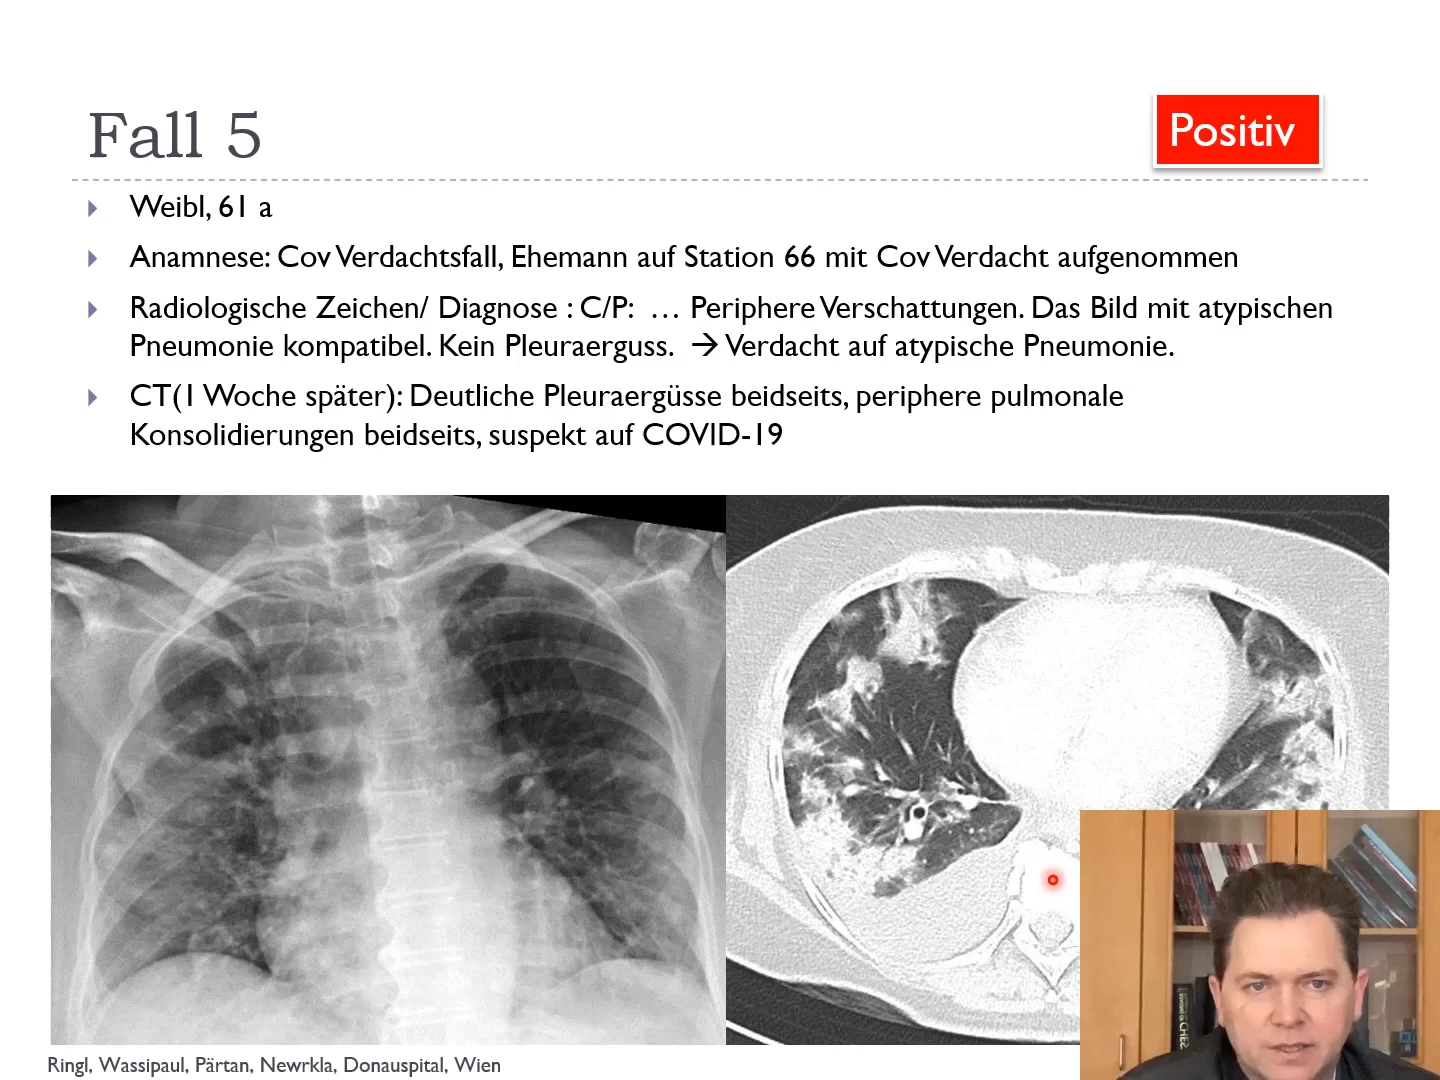 Fall 5
Positiv
Weibl, 61 a
Anamnese: Cov Verdachtsfall, Ehemann auf Station 66 mit Cov Verdacht aufgenommen
Radiologische Zeichen/ Diagnose : C/P: … Periphere Verschattungen. Das Bild mit atypischen
Pneumonie kompatibel. Kein Pleuraerguss. → Verdacht auf atypische Pneumonie.
CT(1 Woche später): Deutliche Pleuraergüsse beidseits, periphere pulmonale
Konsolidierungen beidseits, suspekt auf COVID-19
Ringl, Wassipaul, Pärtan, Newrkla, Donauspital, Wien